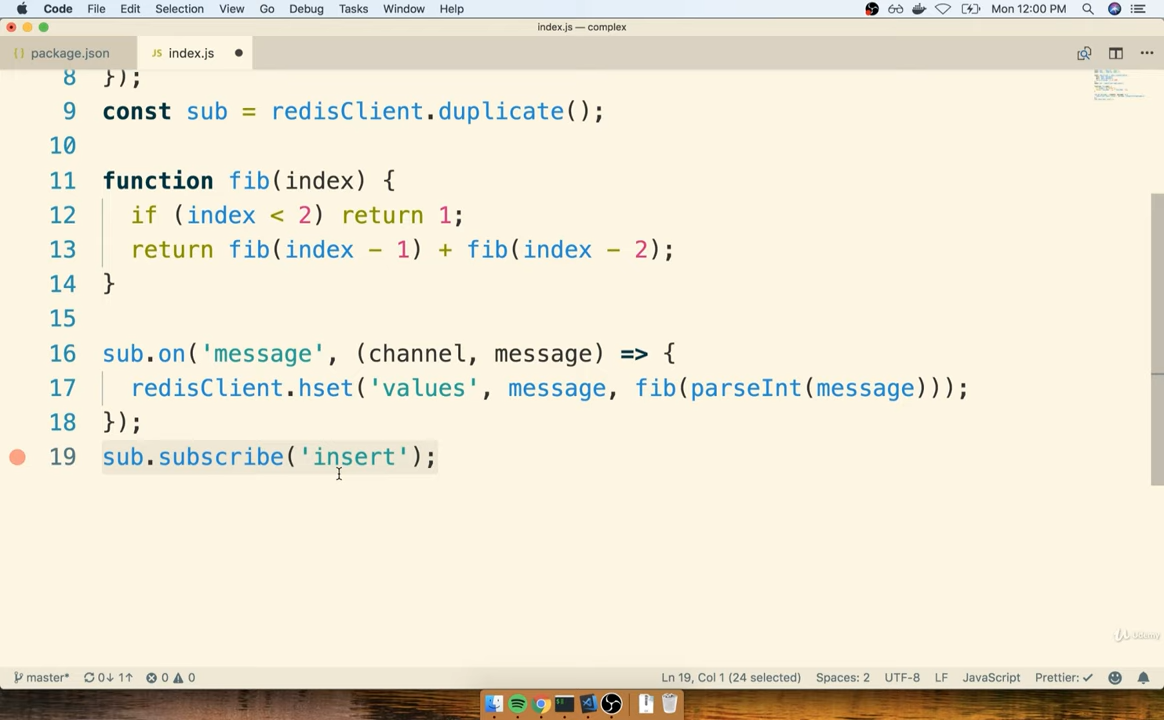 Code File Edit Selection View Go Debug Tasks Window Help Mon 12:00 PM
index.js — complex
{ } package.json JS index.js
8 });
9 const sub = redisClient.duplicate();
10
11 function fib(index) {
12 if (index < 2) return 1;
13 return fib(index - 1) + fib(index - 2);
14 }
15
16 sub.on('message', (channel, message) => {
17 redisClient.hset('values', message, fib(parseInt(message)));
18 });
19 sub.subscribe('insert');
Udemy
master* 0↓ 1↑ 0 0 Ln 19, Col 1 (24 selected) Spaces: 2 UTF-8 LF JavaScript Prettier: ✓